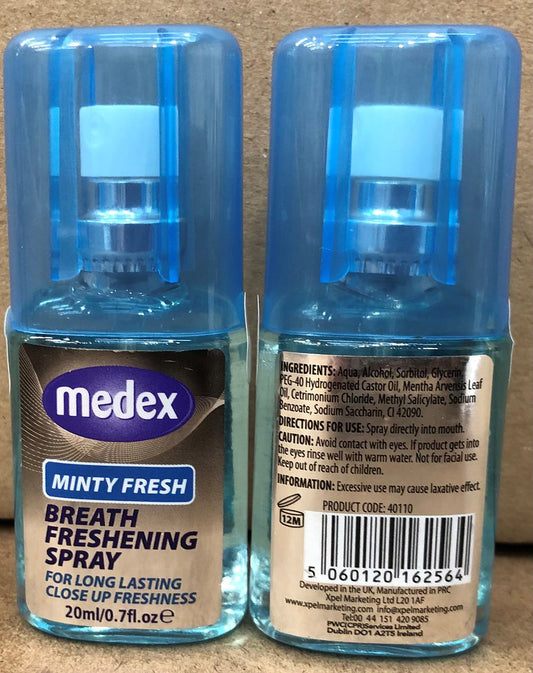 medex
MINTY FRESH
BREATH
FRESHENING
SPRAY
FOR LONG LASTING
CLOSE UP FRESHNESS
20ml/0.7fl.oz℮
INGREDIENTS: Aqua, Alcohol, Sorbitol, Glycerin,
PEG-40 Hydrogenated Castor Oil, Mentha Arvensis Leaf
Oil, Cetrimonium Chloride, Methyl Salicylate, Sodium
Benzoate, Sodium Saccharin, CI 42090.
DIRECTIONS FOR USE: Spray directly into mouth.
CAUTION: Avoid contact with eyes. If product gets into
the eyes rinse well with warm water. Not for facial use.
Keep out of reach of children.
INFORMATION: Excessive use may cause laxative effect.
PRODUCT CODE: 40110
12M
5 060120 162564
Developed in the UK, Manufactured in PRC
Xpel Marketing Ltd L20 1AF
www.xpelmarketing.com info@xpelmarketing.com
Tel:00 44 151 420 9085
PWC(CPR)Services Limited
Dublin DO1 A2T5 Ireland